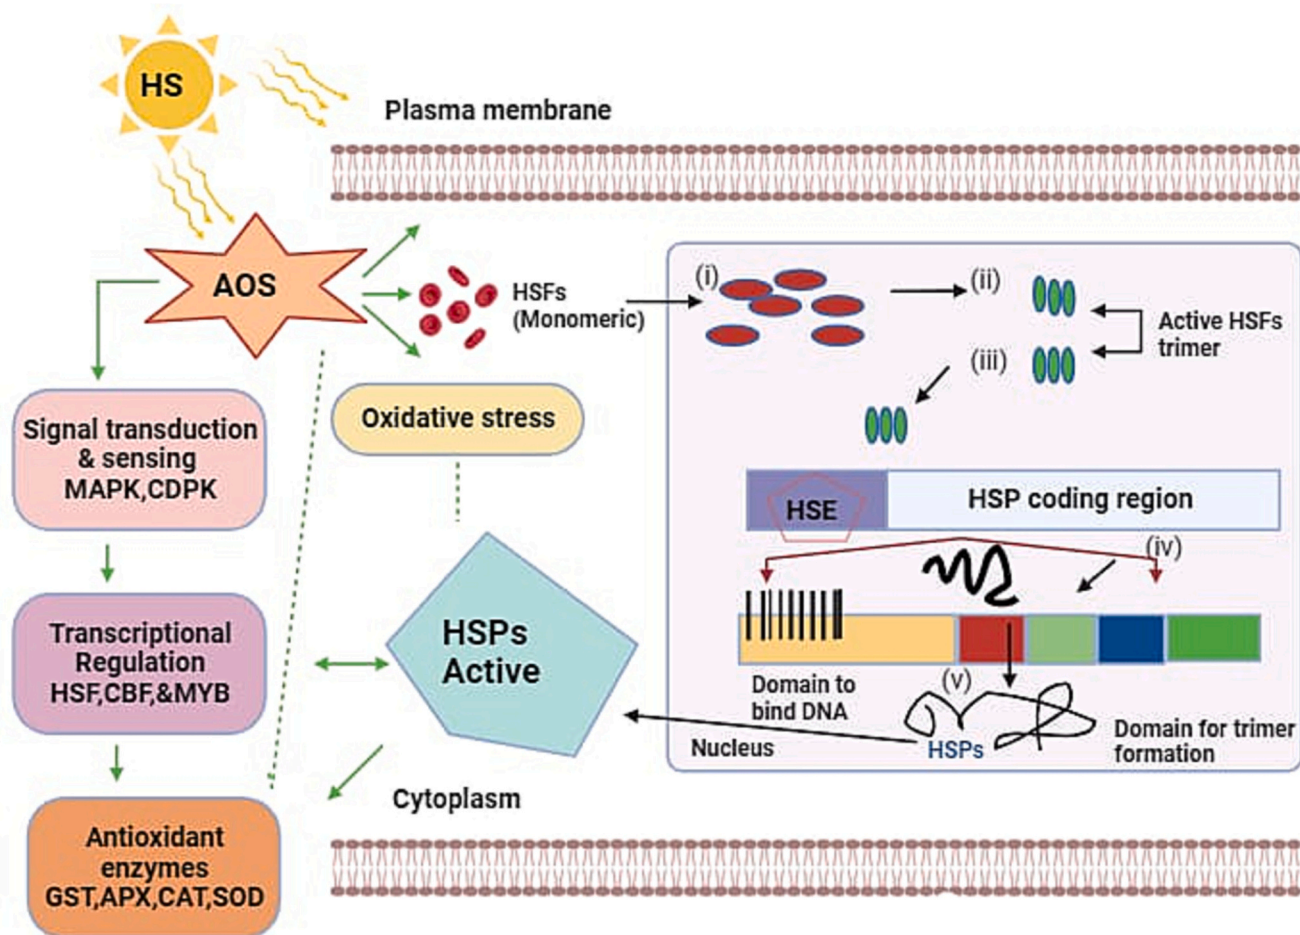 HS
Plasma membrane
AOS
HSFs
(Monomeric)
(i)
(ii)
Active HSFs
trimer
(iii)
Signal transduction
& sensing
MAPK,CDPK
Oxidative stress
HSE
HSP coding region
(iv)
Transcriptional
Regulation
HSF,CBF,&MYB
HSPs
Active
Domain to
bind DNA
(v)
HSPs
Domain for trimer
formation
Nucleus
Cytoplasm
Antioxidant
enzymes
GST,APX,CAT,SOD